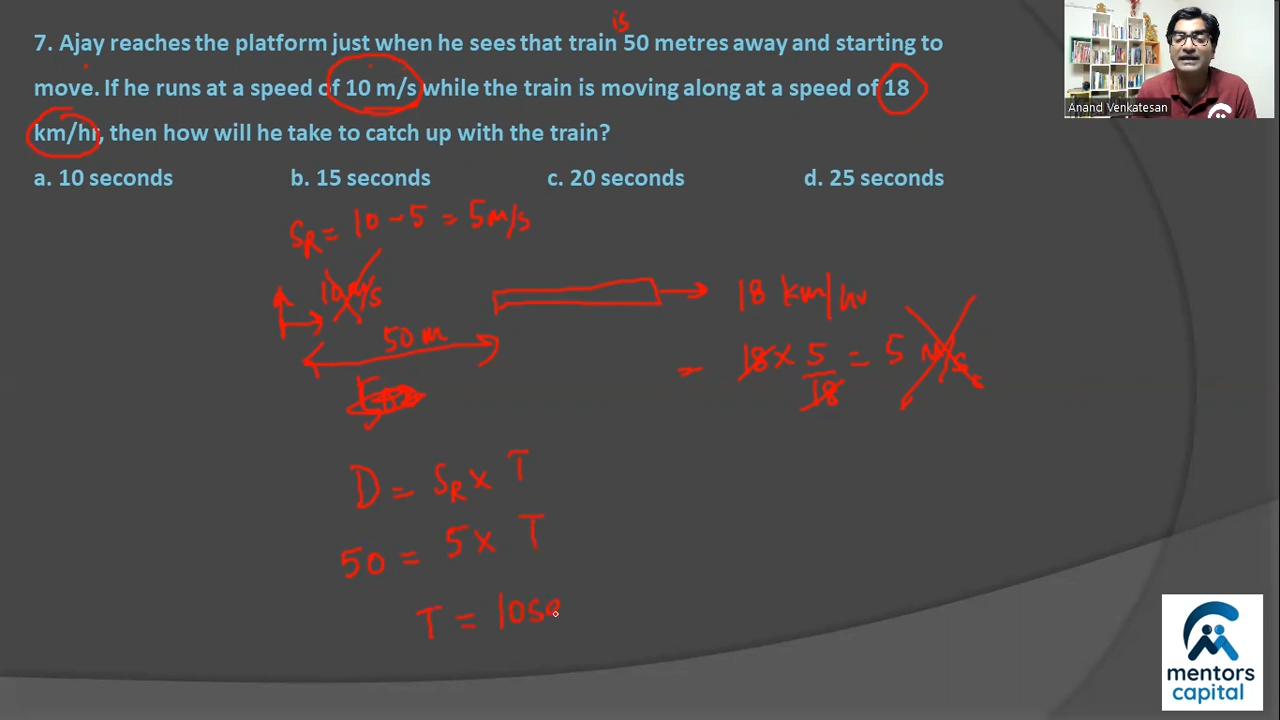 is
7. Ajay reaches the platform just when he sees that train 50 metres away and starting to
move. If he runs at a speed of 10 m/s while the train is moving along at a speed of 18
km/hr, then how will he take to catch up with the train?
a. 10 seconds b. 15 seconds c. 20 seconds d. 25 seconds
SR = 10 - 5 = 5 m/s
10 m/s
18 km/hr
50 m
= 18 x 5/18 = 5 m/s
D = SR x T
50 = 5 x T
T = 10se
Anand Venkatesan
mentors
capital